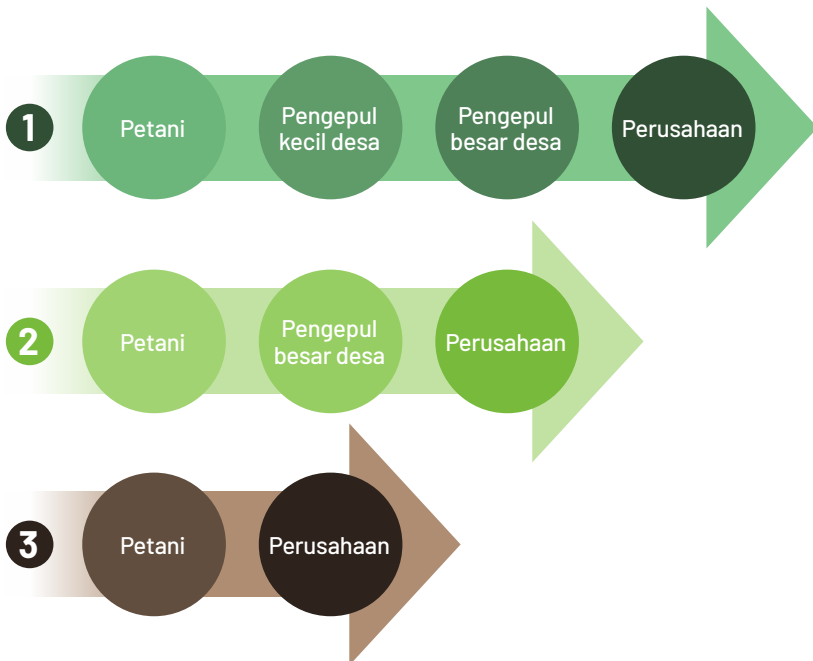 1
Petani
Pengepul
kecil desa
Pengepul
besar desa
Perusahaan
2
Petani
Pengepul
besar desa
Perusahaan
3
Petani
Perusahaan